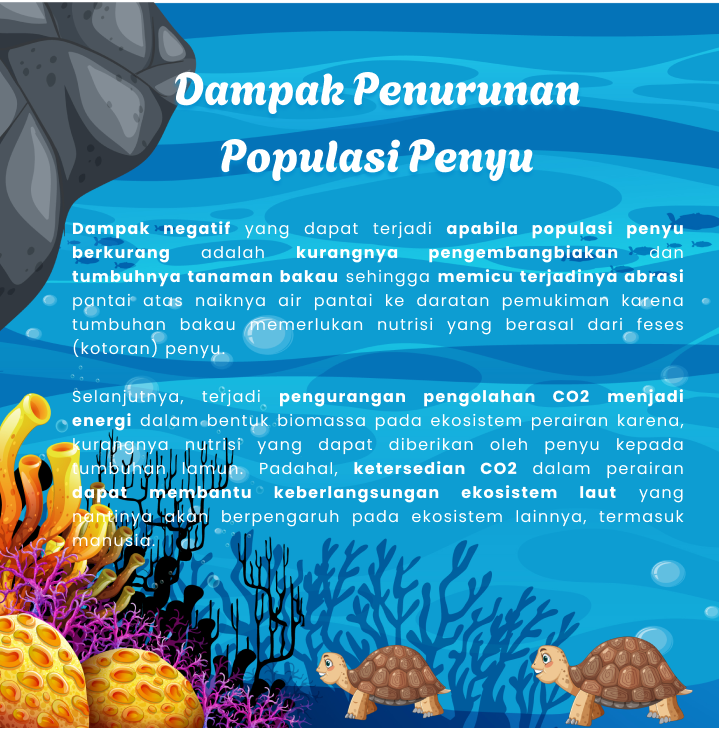 Dampak Penurunan
Populasi Penyu
Dampak negatif yang dapat terjadi apabila populasi penyu
berkurang adalah kurangnya pengembangbiakan dan
tumbuhnya tanaman bakau sehingga memicu terjadinya abrasi
pantai atas naiknya air pantai ke daratan pemukiman karena
tumbuhan bakau memerlukan nutrisi yang berasal dari feses
(kotoran) penyu.
Selanjutnya, terjadi pengurangan pengolahan CO2 menjadi
energi dalam bentuk biomassa pada ekosistem perairan karena,
kurangnya nutrisi yang dapat diberikan oleh penyu kepada
tumbuhan lamun. Padahal, ketersedian CO2 dalam perairan
dapat membantu keberlangsungan ekosistem laut yang
nantinya akan berpengaruh pada ekosistem lainnya, termasuk
manusia.